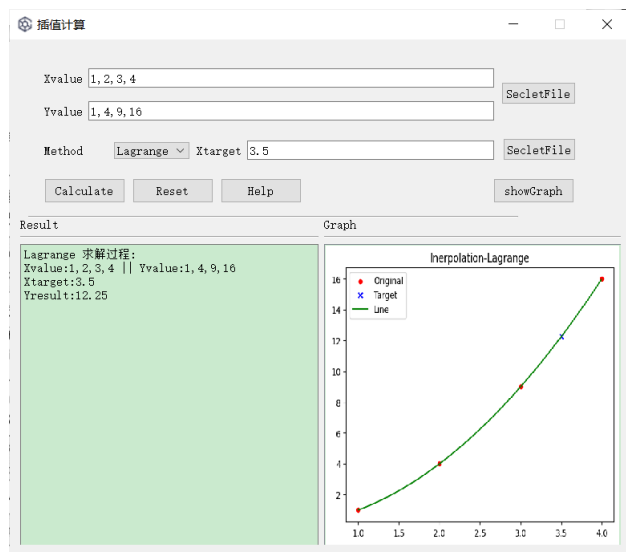 插值计算
Xvalue 1,2,3,4
SecletFile
Yvalue 1,4,9,16
Method Lagrange Xtarget 3.5 SecletFile
Calculate Reset Help showGraph
Result Graph
Lagrange 求解过程:
Xvalue:1,2,3,4 || Yvalue:1,4,9,16
Xtarget:3.5
Yresult:12.25
Inerpolation-Lagrange
Original
Target
Line
16
14
12
10
8
6
4
2
1.0 1.5 2.0 2.5 3.0 3.5 4.0